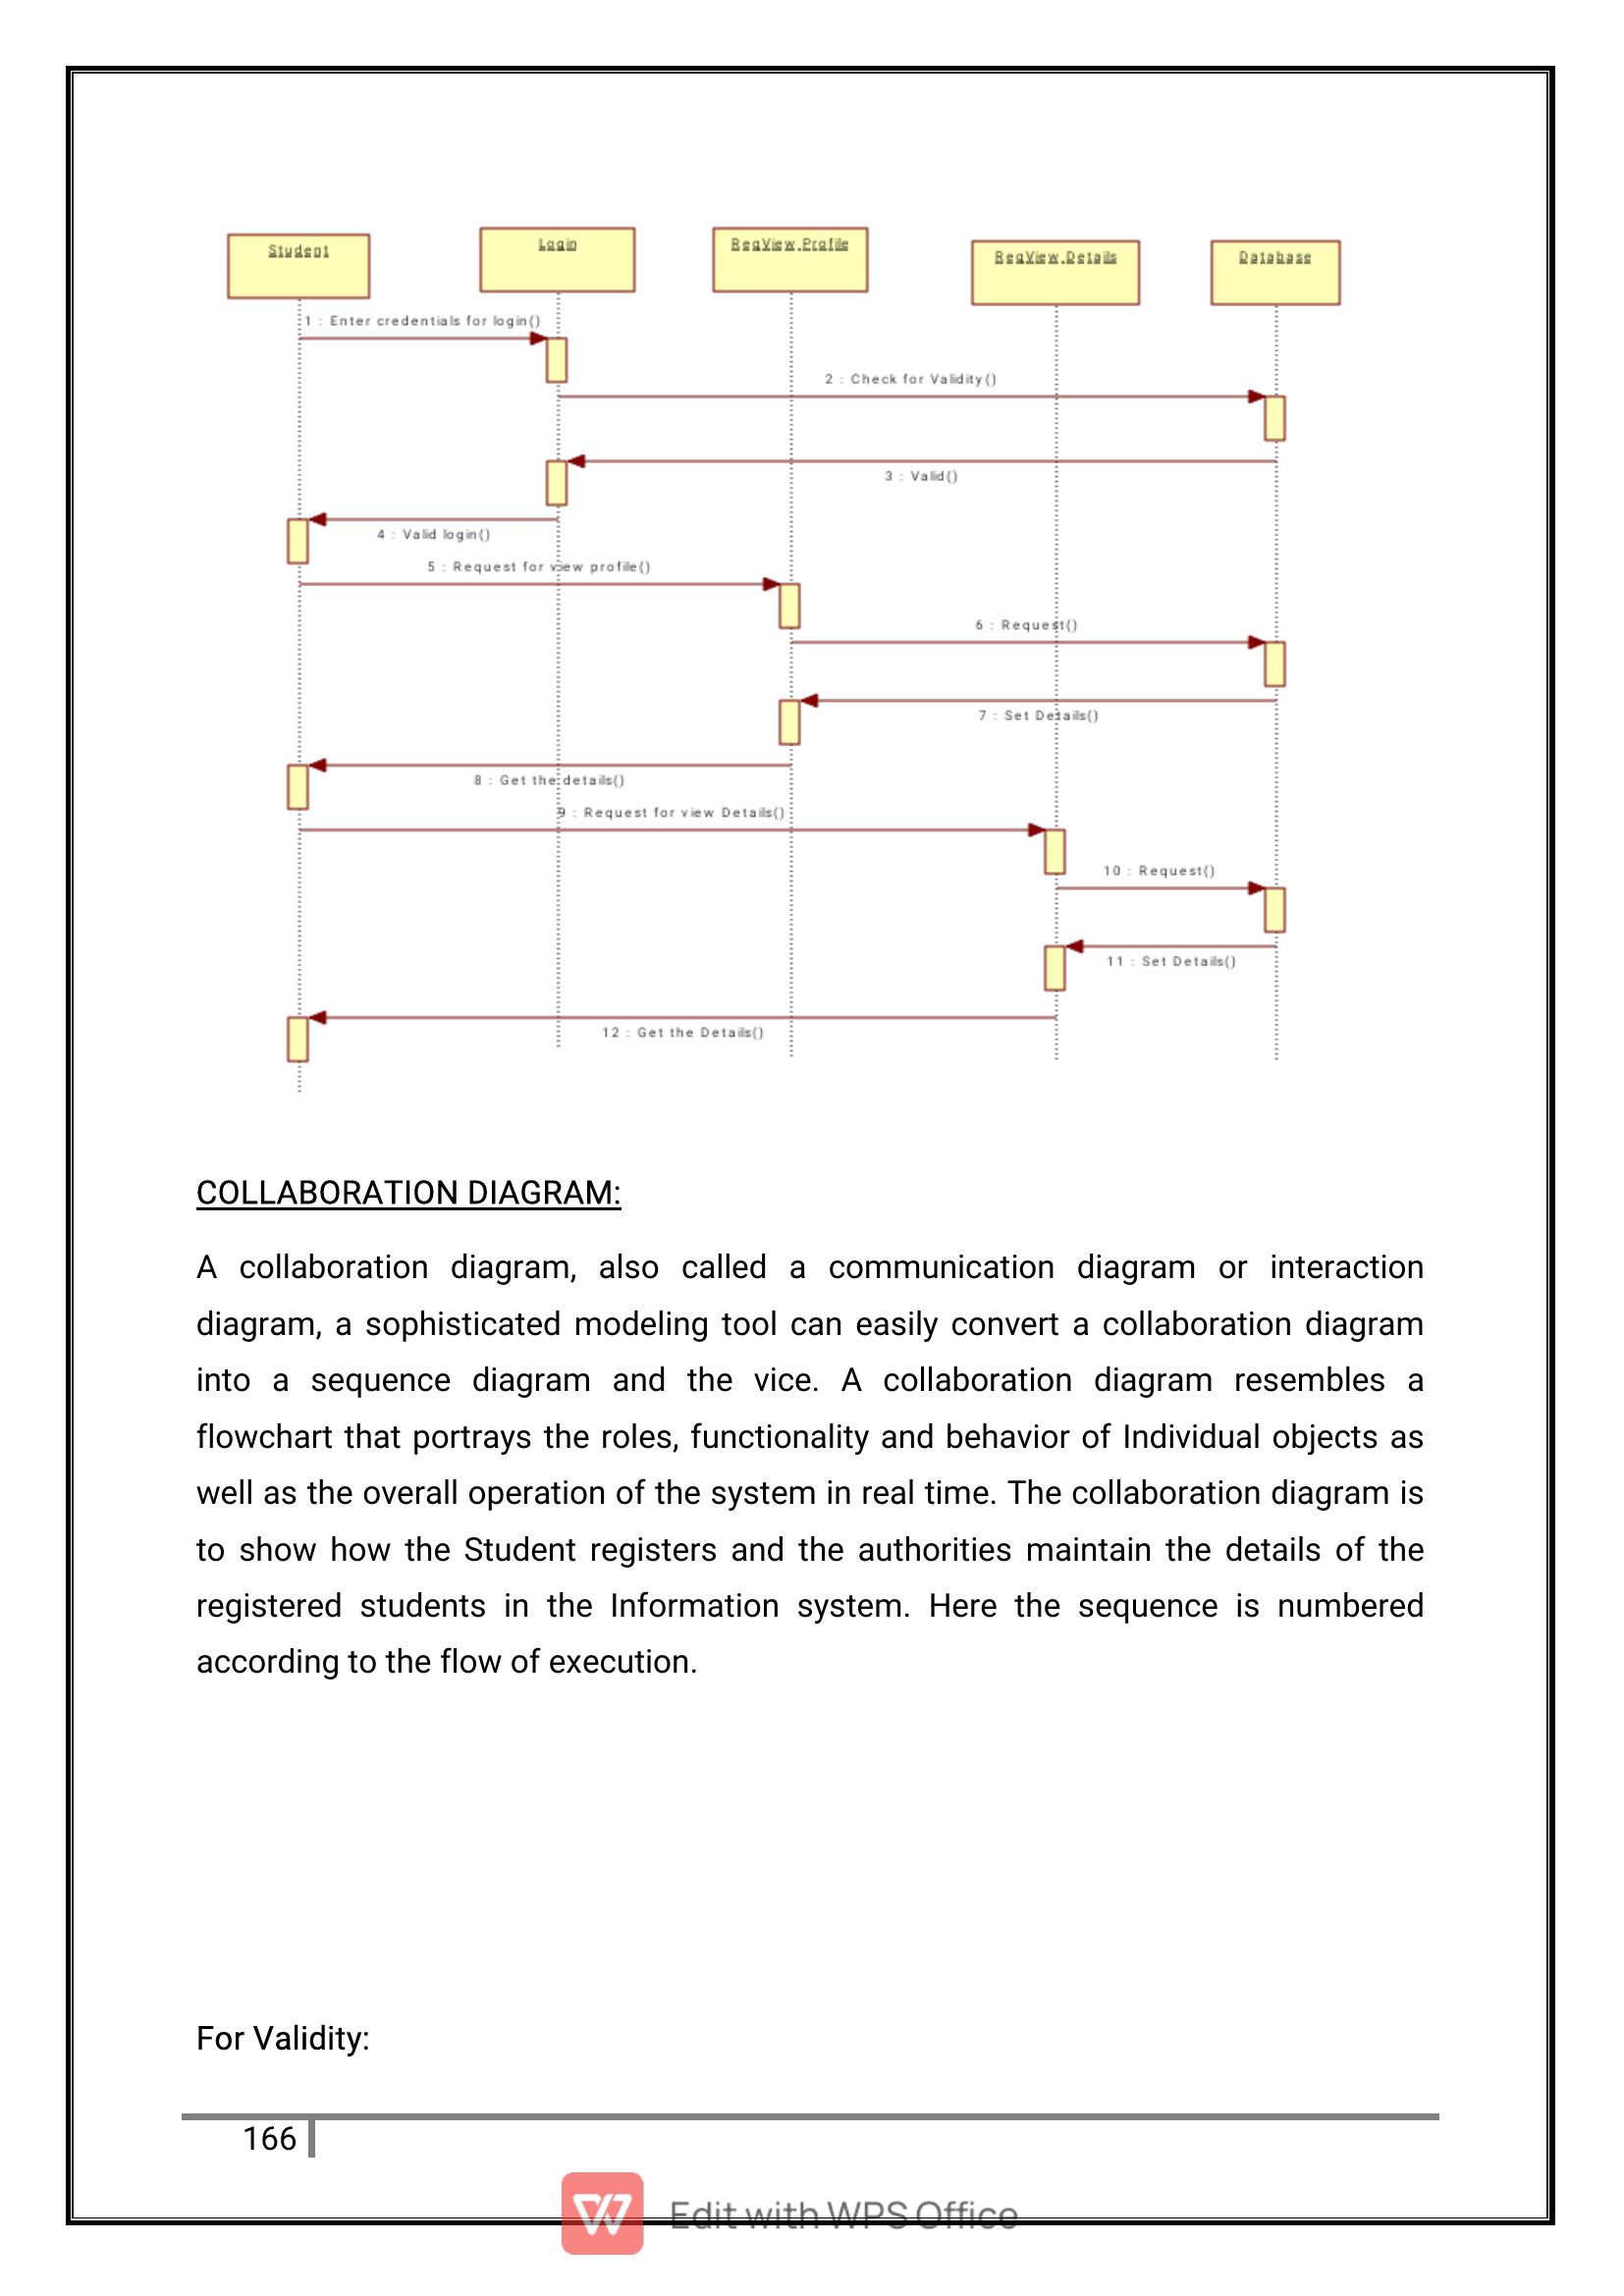 Student
Login
RegView.Profile
RegView.Details
Database
1 : Enter credentials for login()
2 : Check for Validity()
3 : Valid()
4 : Valid login()
5 : Request for view profile()
6 : Request()
7 : Set Details()
8 : Get the details()
9 : Request for view Details()
10 : Request()
11 : Set Details()
12 : Get the Details()
COLLABORATION DIAGRAM:
A collaboration diagram, also called a communication diagram or interaction
diagram, a sophisticated modeling tool can easily convert a collaboration diagram
into a sequence diagram and the vice. A collaboration diagram resembles a
flowchart that portrays the roles, functionality and behavior of Individual objects as
well as the overall operation of the system in real time. The collaboration diagram is
to show how the Student registers and the authorities maintain the details of the
registered students in the Information system. Here the sequence is numbered
according to the flow of execution.
For Validity:
166
Edit with WPS Office